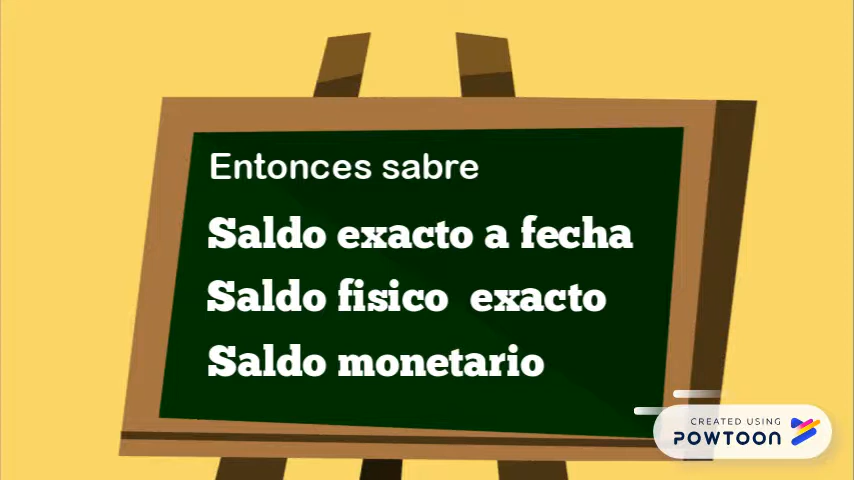 Entonces sabre
Saldo exacto a fecha
Saldo fisico exacto
Saldo monetario
CREATED USING
POWTOON